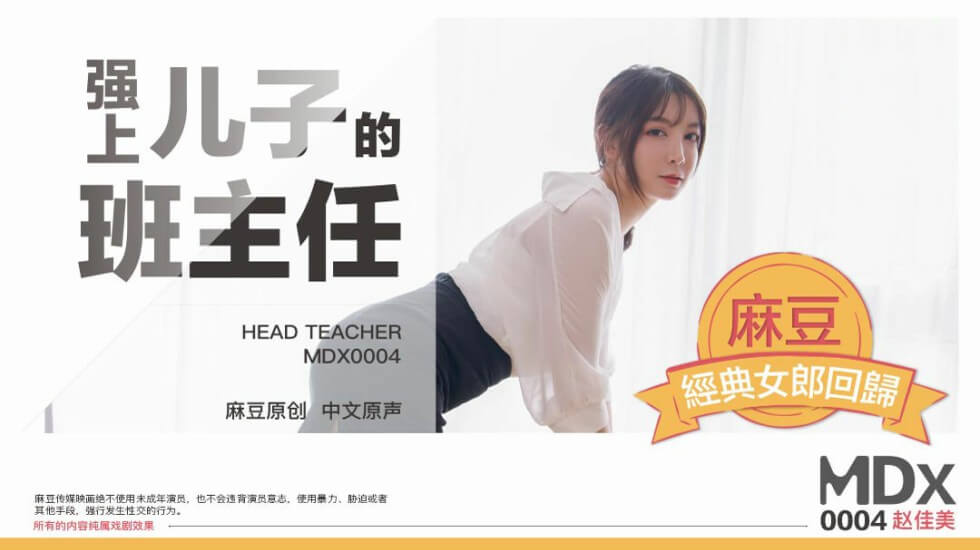 强上儿子的
班主任
HEAD TEACHER
MDX0004
麻豆原创 中文原声
麻豆
經典女郎回歸
麻豆传媒映画绝不使用未成年演员，也不会违背演员意志，使用暴力、胁迫或者
其他手段，强行发生性交的行为。
所有的内容纯属戏剧效果
MDX
0004 赵佳美